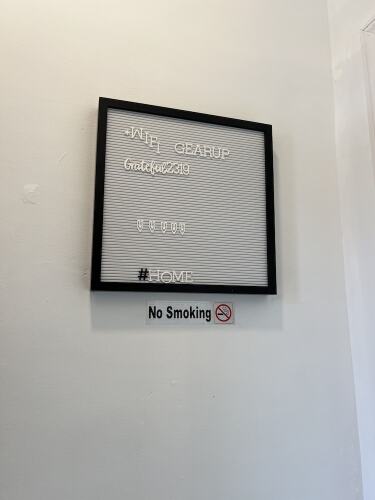 *WIFI GEARUP
Grateful2319
#HOME
No Smoking